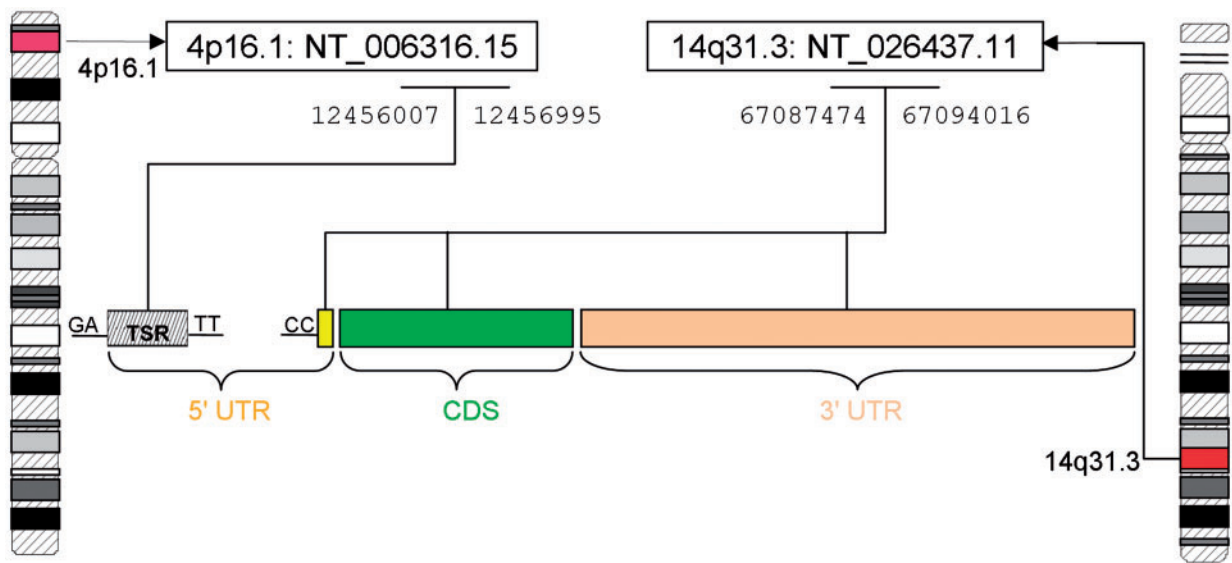 4p16.1: NT_006316.15
14q31.3: NT_026437.11
4p16.1
12456007 12456995
67087474 67094016
GA
TSR
TT
CC
5' UTR
CDS
3' UTR
14q31.3